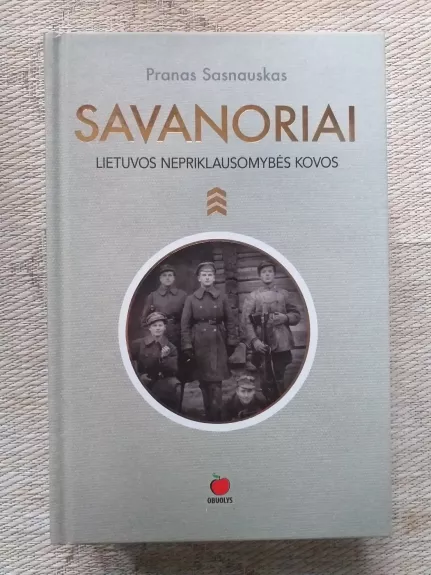 Pranas Sasnauskas
SAVANORIAI
LIETUVOS NEPRIKLAUSOMYBĖS KOVOS
OBUOLYS